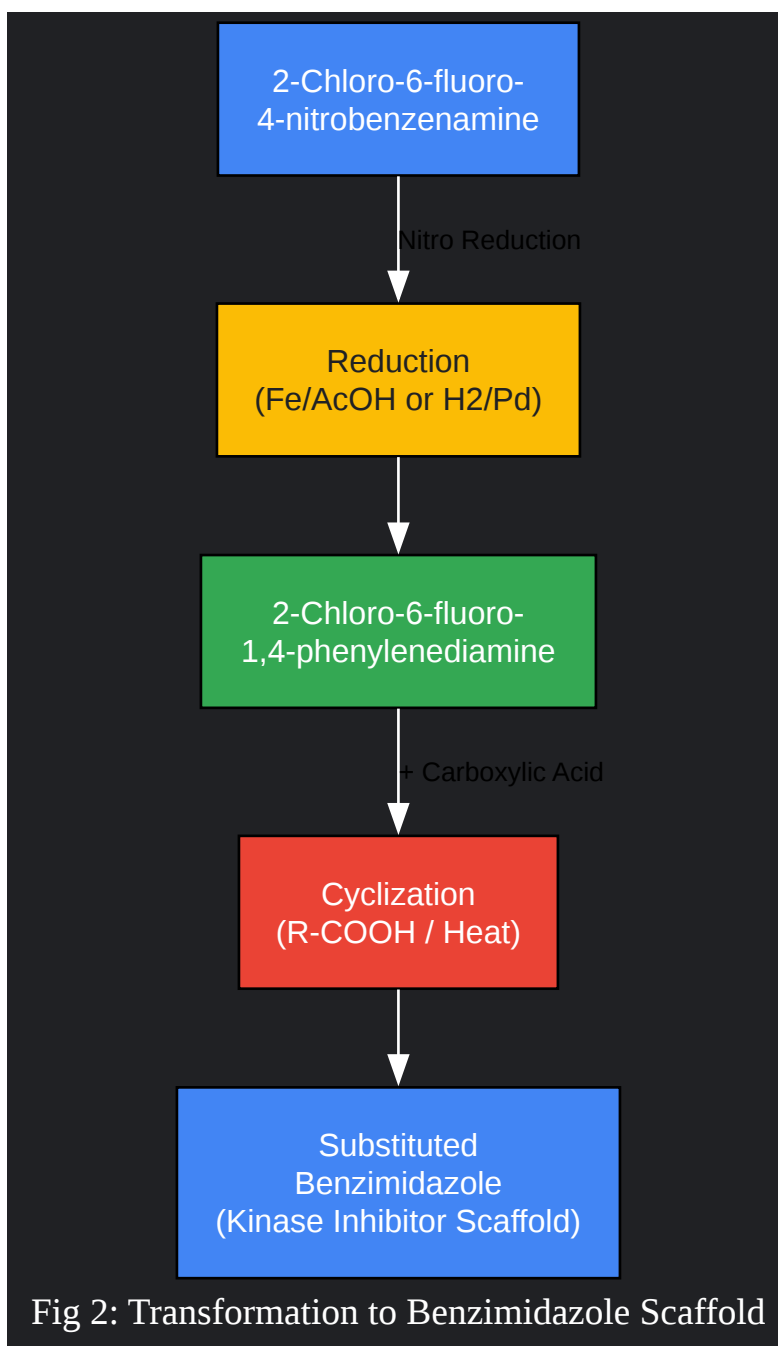 2-Chloro-6-fluoro-
4-nitrobenzenamine
Nitro Reduction
Reduction
(Fe/AcOH or H2/Pd)
2-Chloro-6-fluoro-
1,4-phenylenediamine
+ Carboxylic Acid
Cyclization
(R-COOH / Heat)
Substituted
Benzimidazole
(Kinase Inhibitor Scaffold)
Fig 2: Transformation to Benzimidazole Scaffold